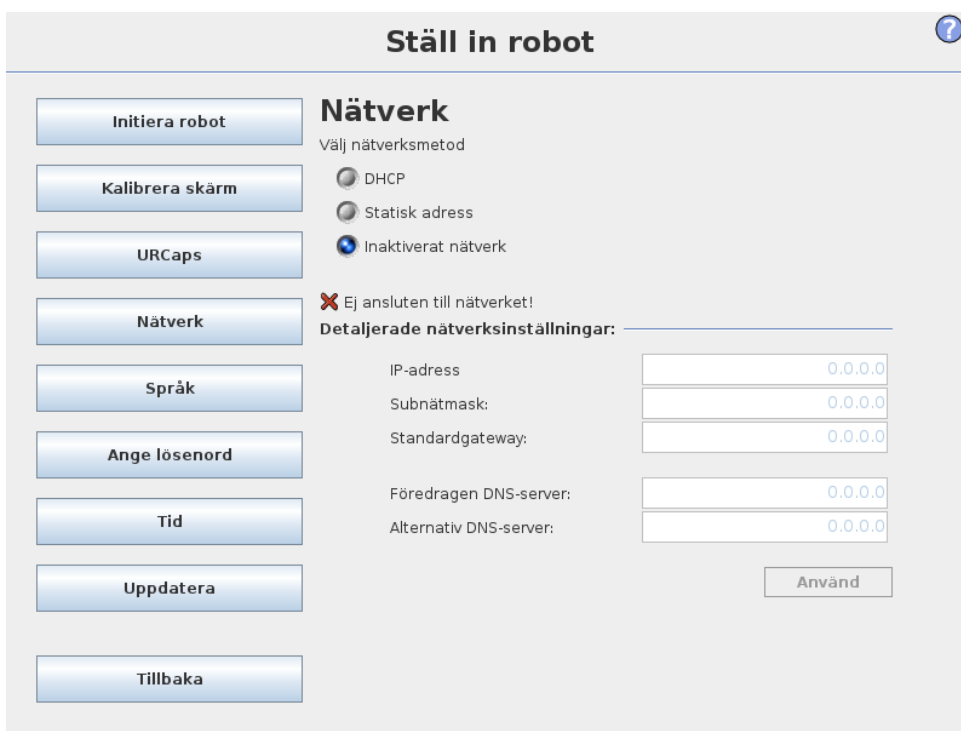 Ställ in robot
?
Initiera robot
Kalibrera skärm
URCaps
Nätverk
Språk
Ange lösenord
Tid
Uppdatera
Tillbaka
Nätverk
Välj nätverksmetod
DHCP
Statisk adress
Inaktiverat nätverk
Ej ansluten till nätverket!
Detaljerade nätverksinställningar:
IP-adress 0.0.0.0
Subnätmask: 0.0.0.0
Standardgateway: 0.0.0.0
Föredragen DNS-server: 0.0.0.0
Alternativ DNS-server: 0.0.0.0
Använd